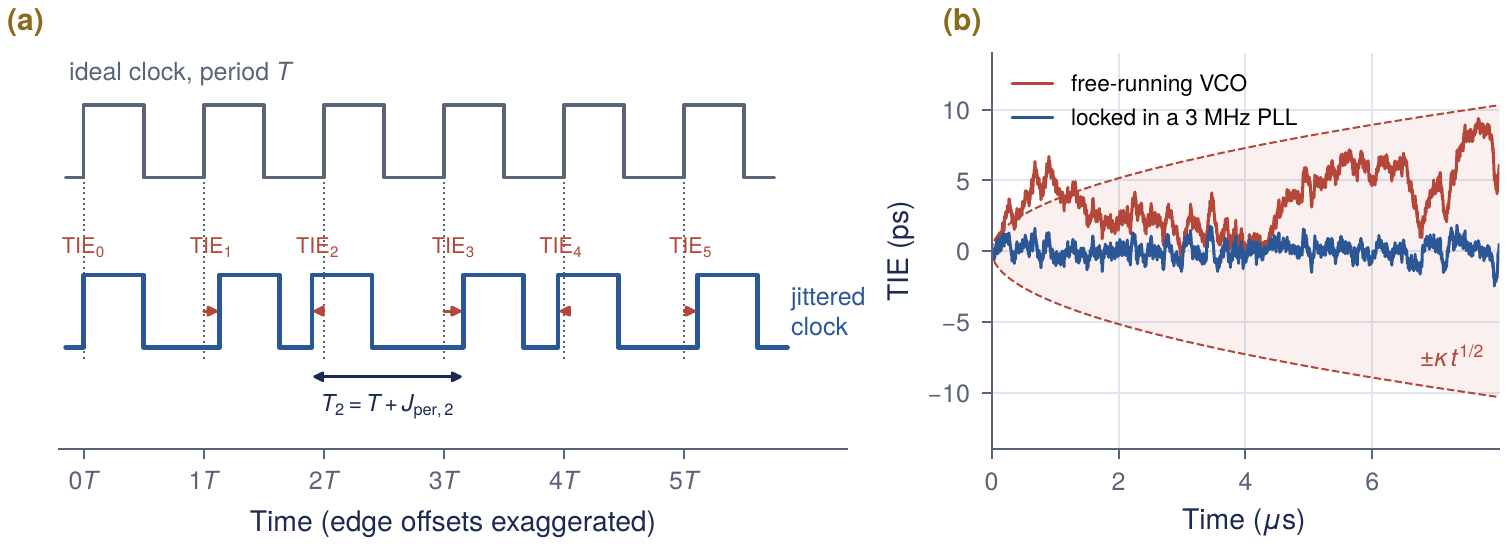 (a)
ideal clock, period T
TIE₀ TIE₁ TIE₂ TIE₃ TIE₄ TIE₅
jittered
clock
T₂ = T + J_per, 2
0T 1T 2T 3T 4T 5T
Time (edge offsets exaggerated)
(b)
free-running VCO
locked in a 3 MHz PLL
10
5
0
−5
−10
TIE (ps)
±κ t^1/2
0 2 4 6
Time (μs)